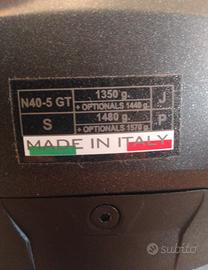 N40-5 GT
1350 g.
+ OPTIONALS 1440 g.
J
S
1480 g.
+ OPTIONALS 1570 g.
P
MADE IN ITALY
subito